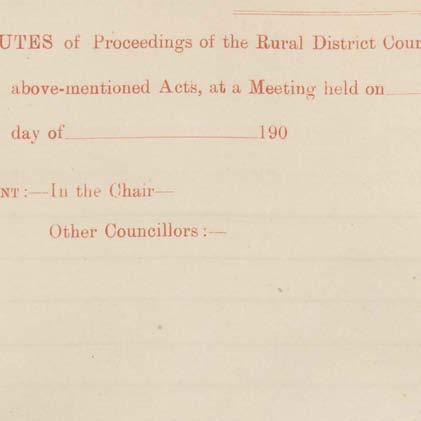 UTES of Proceedings of the Rural District Coun
above-mentioned Acts, at a Meeting held on
day of 190
NT:—In the Chair—
Other Councillors:—